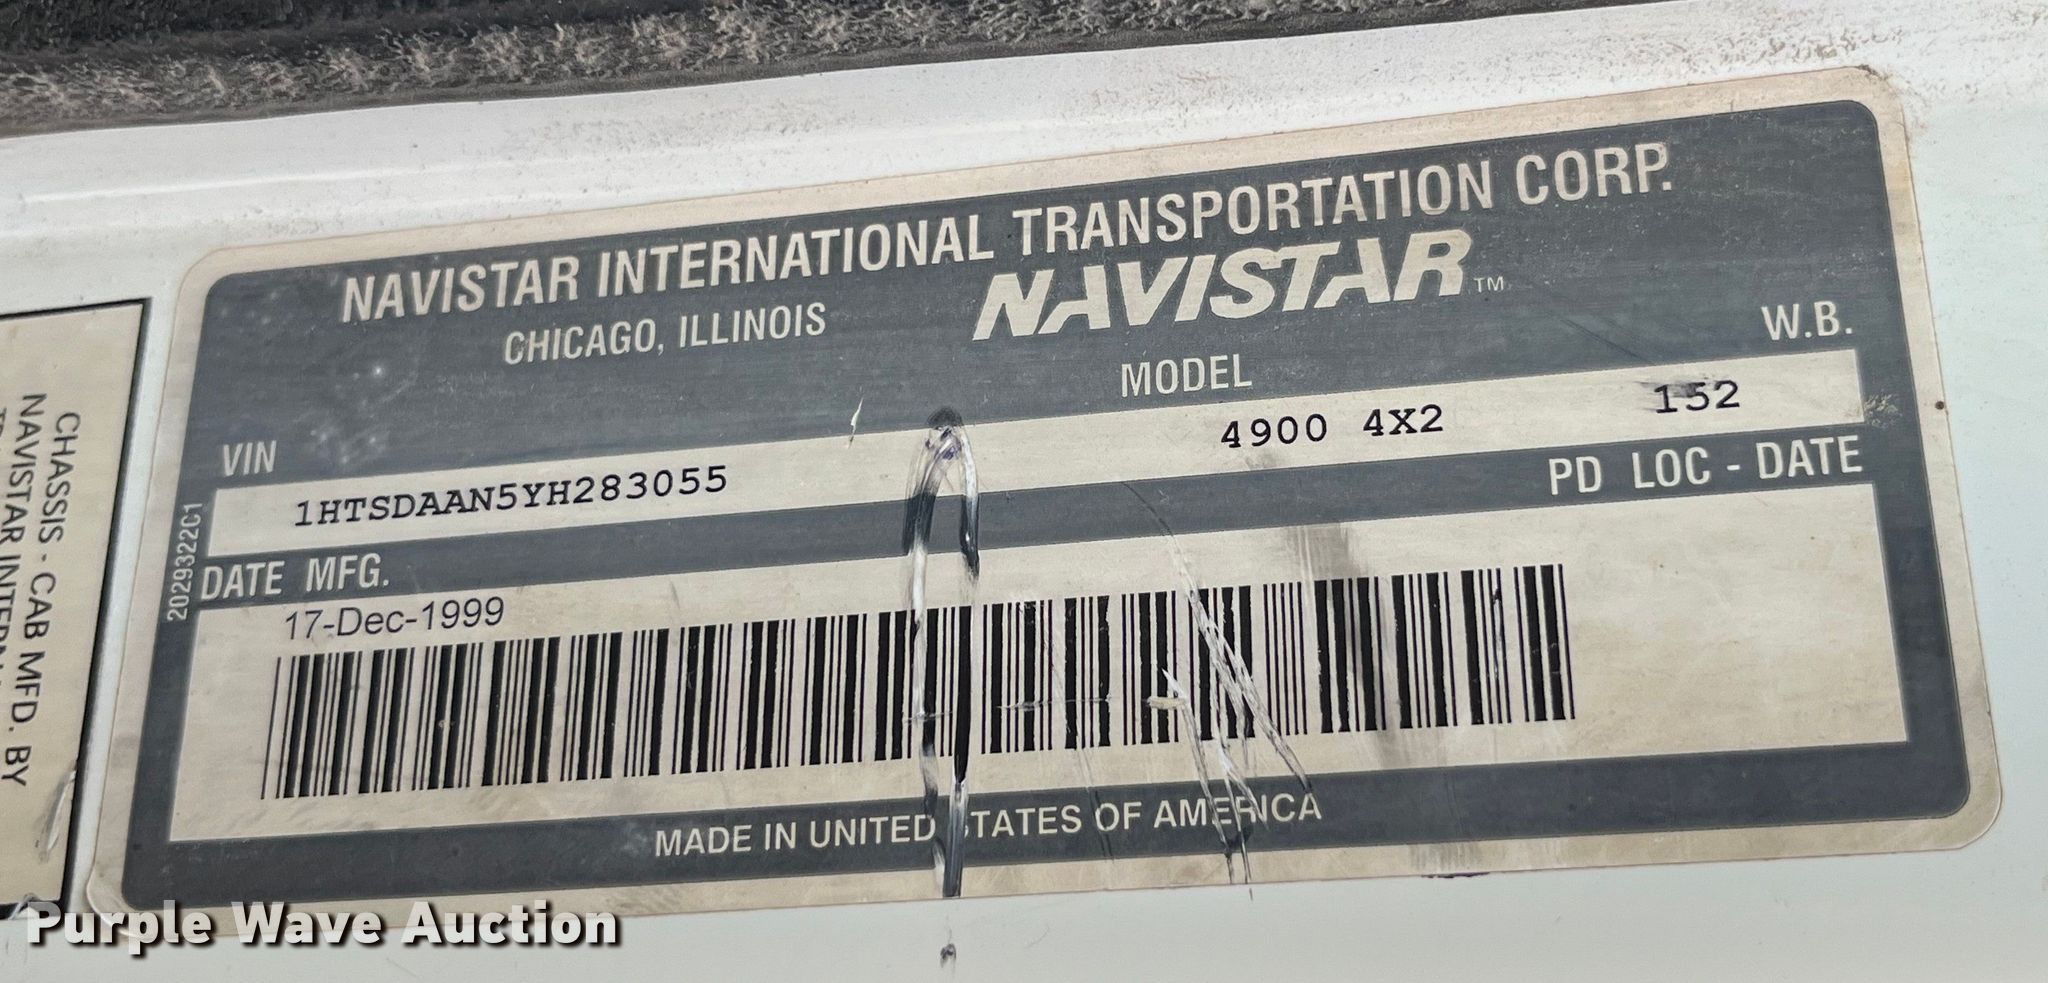 NAVISTAR INTERNATIONAL TRANSPORTATION CORP.
CHICAGO, ILLINOIS
NAVISTAR™
MODEL
W.B.
VIN
1HTSDAAN5YH283055
4900 4X2
152
PD LOC - DATE
DATE MFG.
17-Dec-1999
2029322C1
MADE IN UNITED STATES OF AMERICA
CHASSIS - CAB MFD. BY
NAVISTAR
Purple Wave Auction